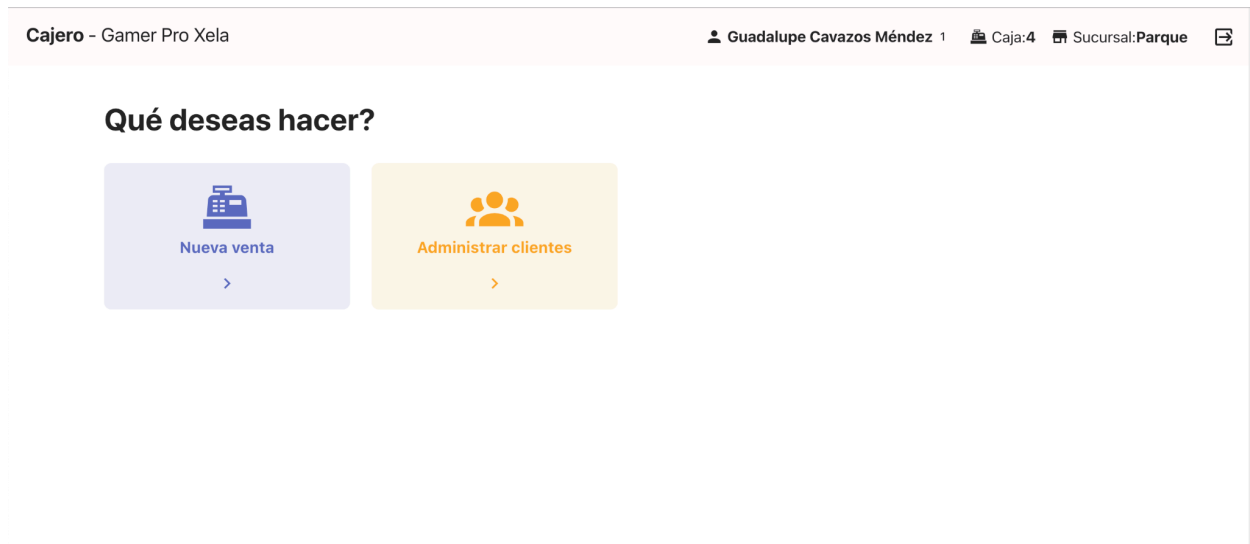 Cajero - Gamer Pro Xela
Guadalupe Cavazos Méndez 1 Caja:4 Sucursal:Parque
Qué deseas hacer?
Nueva venta
Administrar clientes